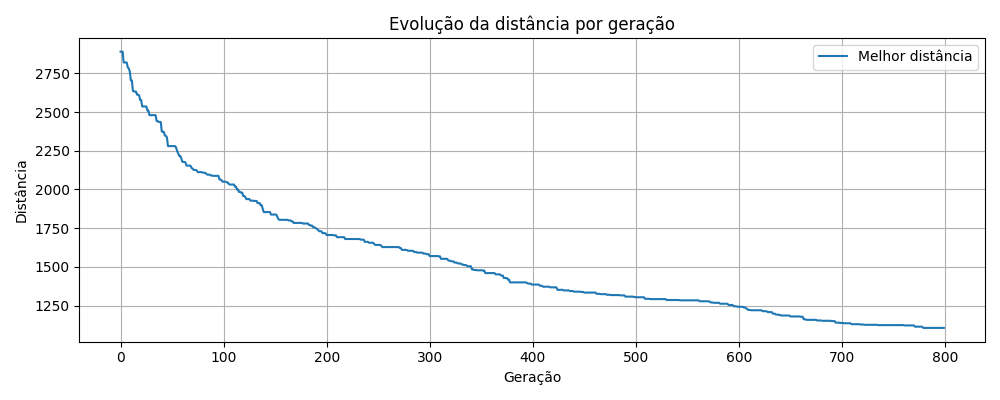 Evolução da distância por geração
Melhor distância
Distância
2750
2500
2250
2000
1750
1500
1250
0 100 200 300 400 500 600 700 800
Geração